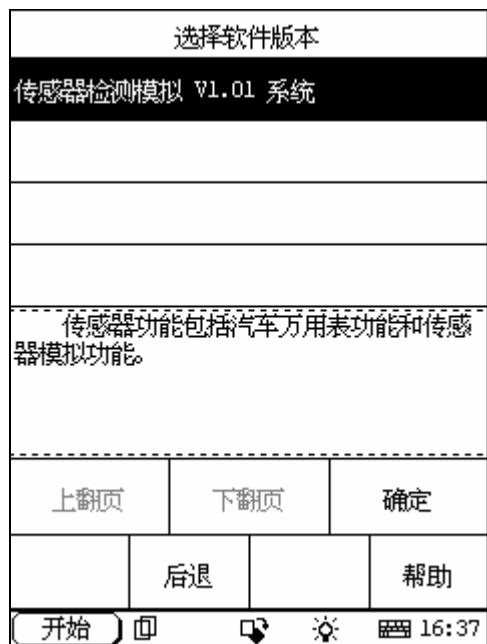 选择软件版本
传感器检测模拟 V1.01 系统
传感器功能包括汽车万用表功能和传感
器模拟功能。
上翻页 下翻页 确定
后退 帮助
开始 16:37